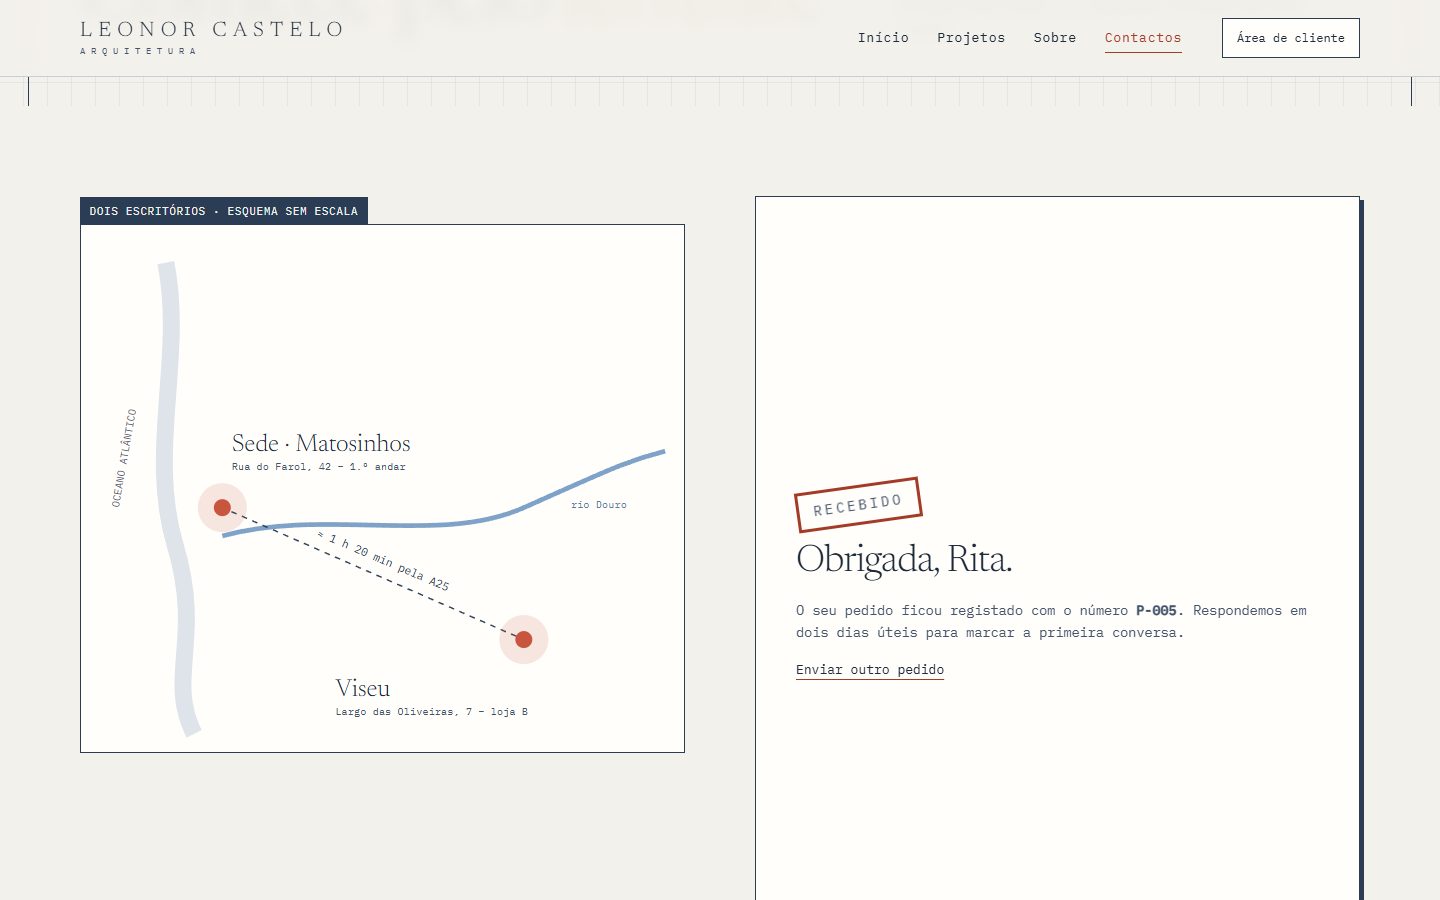 LEONOR CASTELO
ARQUITETURA
Início Projetos Sobre Contactos Área de cliente
DOIS ESCRITÓRIOS · ESQUEMA SEM ESCALA
OCEANO ATLÂNTICO
Sede · Matosinhos
Rua do Farol, 42 – 1.º andar
rio Douro
≈ 1 h 20 min pela A25
Viseu
Largo das Oliveiras, 7 – loja B
RECEBIDO
Obrigada, Rita.
O seu pedido ficou registado com o número P-005. Respondemos em
dois dias úteis para marcar a primeira conversa.
Enviar outro pedido